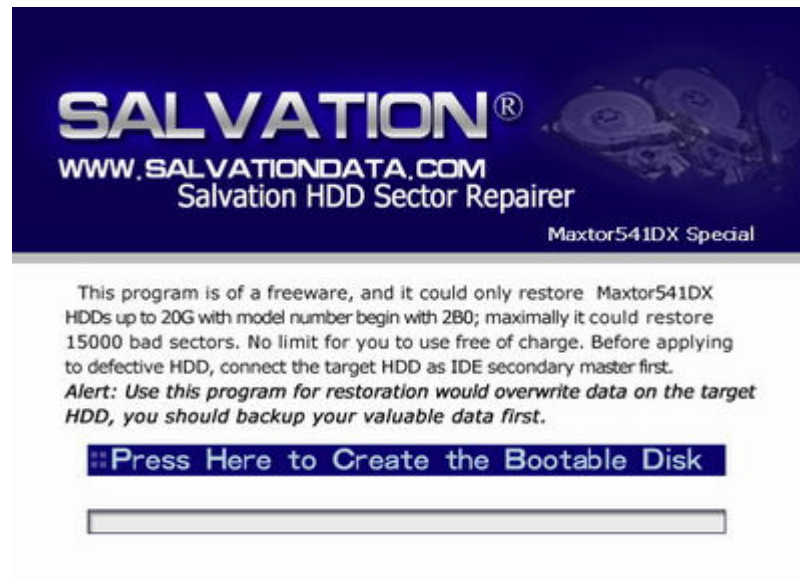 SALVATION®
WWW.SALVATIONDATA.COM
Salvation HDD Sector Repairer
Maxtor541DX Special
This program is of a freeware, and it could only restore Maxtor541DX
HDDs up to 20G with model number begin with 2B0; maximally it could restore
15000 bad sectors. No limit for you to use free of charge. Before applying
to defective HDD, connect the target HDD as IDE secondary master first.
Alert: Use this program for restoration would overwrite data on the target
HDD, you should backup your valuable data first.
Press Here to Create the Bootable Disk